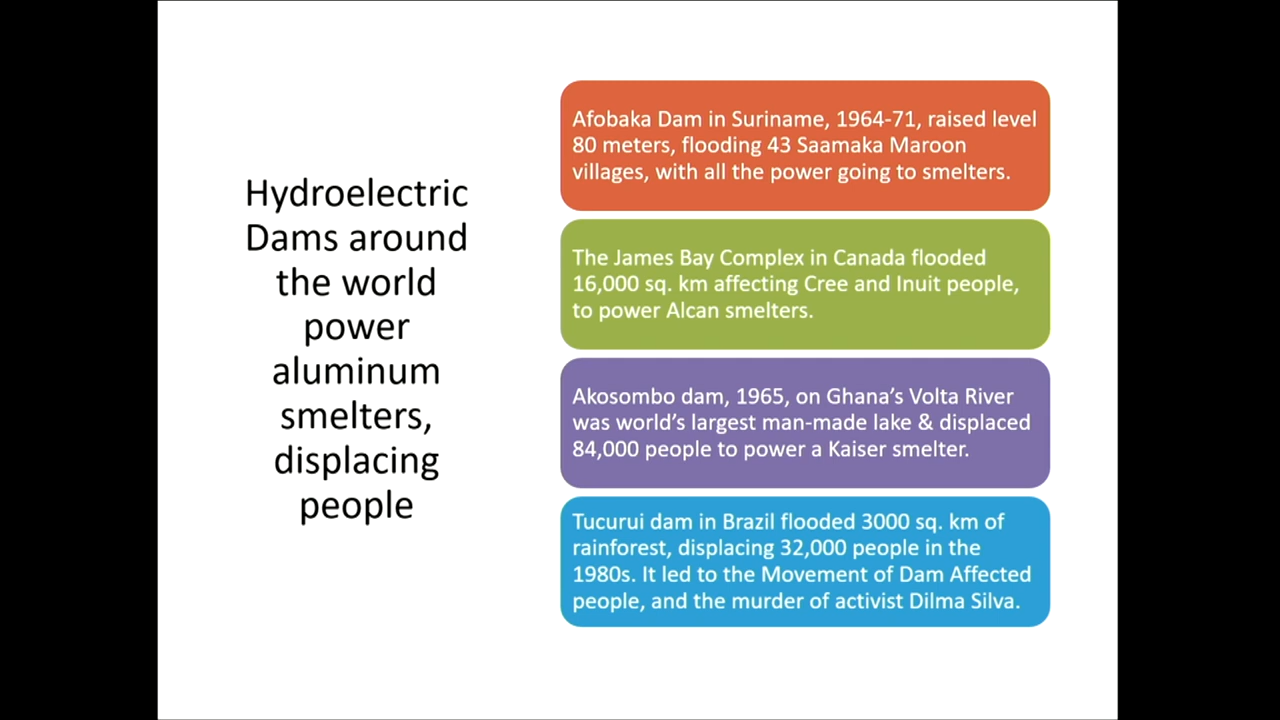 Hydroelectric
Dams around
the world
power
aluminum
smelters,
displacing
people
Afobaka Dam in Suriname, 1964-71, raised level
80 meters, flooding 43 Saamaka Maroon
villages, with all the power going to smelters.
The James Bay Complex in Canada flooded
16,000 sq. km affecting Cree and Inuit people,
to power Alcan smelters.
Akosombo dam, 1965, on Ghana’s Volta River
was world’s largest man-made lake & displaced
84,000 people to power a Kaiser smelter.
Tucurui dam in Brazil flooded 3000 sq. km of
rainforest, displacing 32,000 people in the
1980s. It led to the Movement of Dam Affected
people, and the murder of activist Dilma Silva.